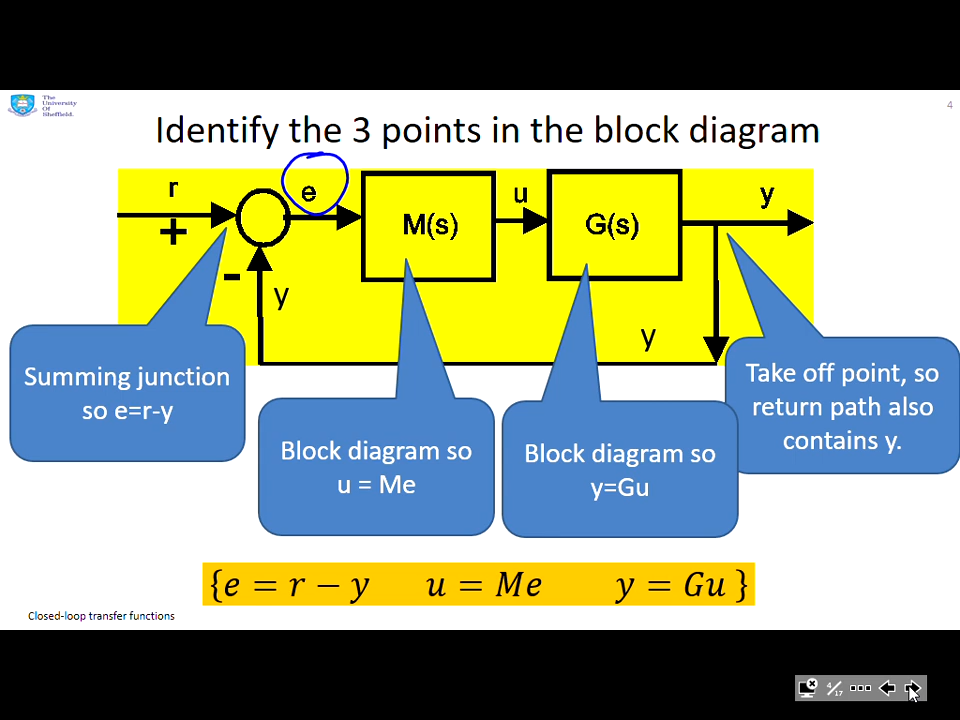 The
University
Of
Sheffield.
4
Identify the 3 points in the block diagram
r
e
M(s)
u
G(s)
y
+
-
y
y
Summing junction
so e=r-y
Block diagram so
u = Me
Block diagram so
y=Gu
Take off point, so
return path also
contains y.
{e = r − y u = Me y = Gu }
Closed-loop transfer functions
4/17